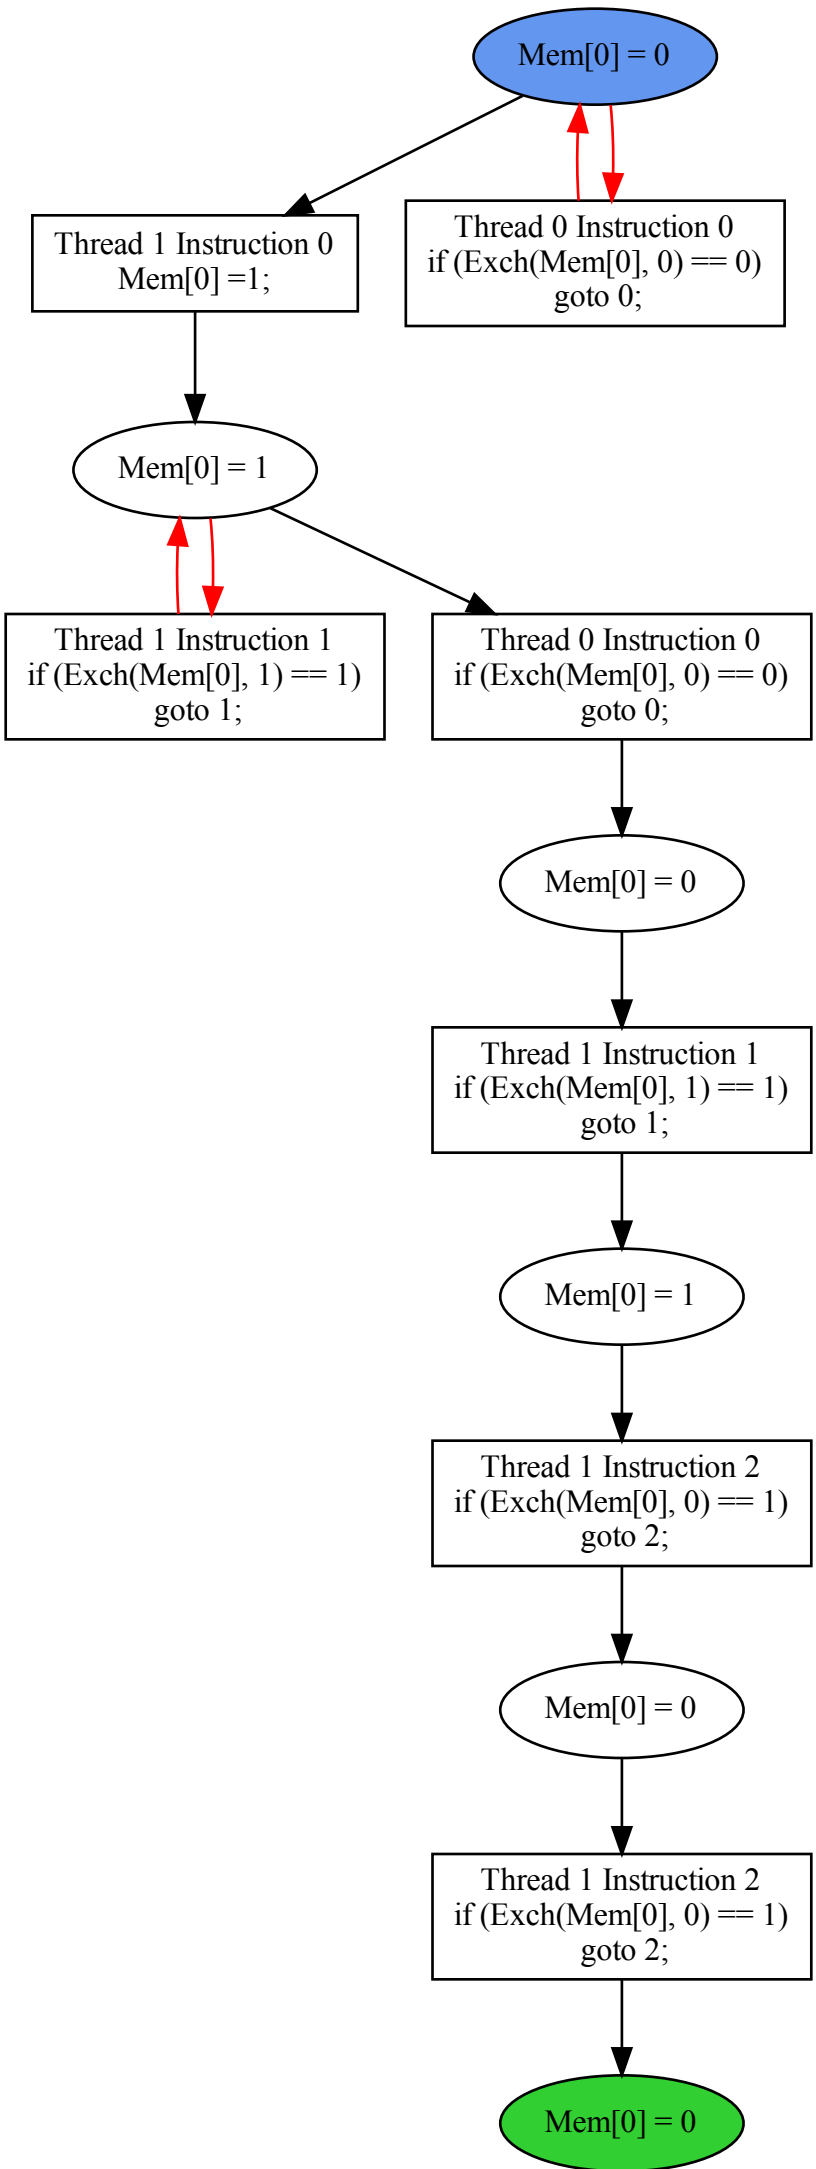 Mem[0] = 0
Thread 1 Instruction 0
Mem[0] =1;
Thread 0 Instruction 0
if (Exch(Mem[0], 0) == 0)
goto 0;
Mem[0] = 1
Thread 1 Instruction 1
if (Exch(Mem[0], 1) == 1)
goto 1;
Thread 0 Instruction 0
if (Exch(Mem[0], 0) == 0)
goto 0;
Mem[0] = 0
Thread 1 Instruction 1
if (Exch(Mem[0], 1) == 1)
goto 1;
Mem[0] = 1
Thread 1 Instruction 2
if (Exch(Mem[0], 0) == 1)
goto 2;
Mem[0] = 0
Thread 1 Instruction 2
if (Exch(Mem[0], 0) == 1)
goto 2;
Mem[0] = 0